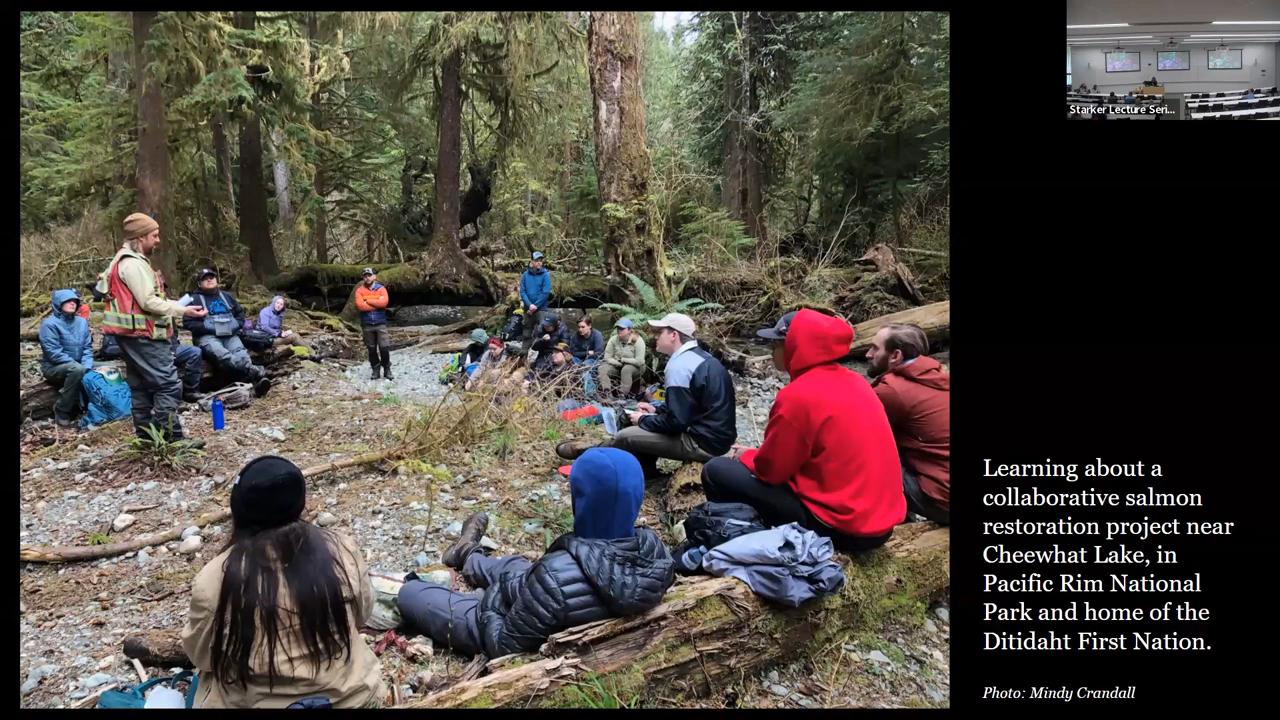 Starker Lecture Seri...
Learning about a
collaborative salmon
restoration project near
Cheewhat Lake, in
Pacific Rim National
Park and home of the
Ditidaht First Nation.
Photo: Mindy Crandall